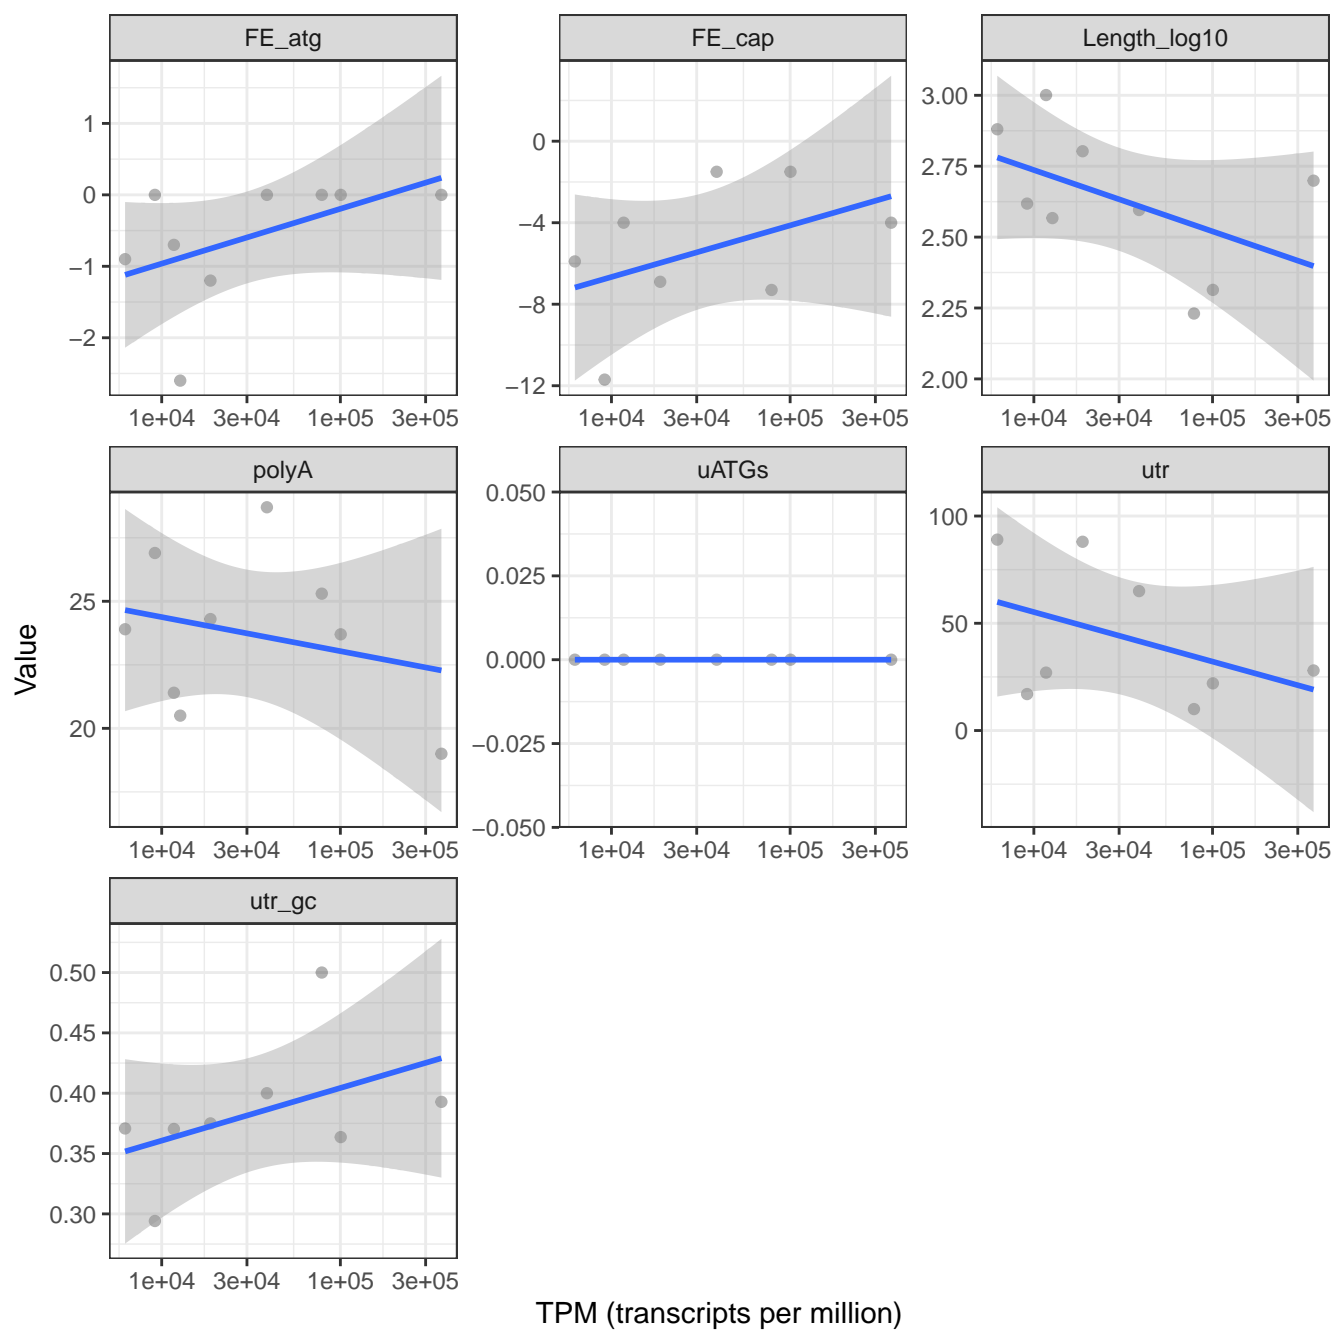 FE_atg
FE_cap
Length_log10
1
0
−1
−2
0
−4
−8
−12
3.00
2.75
2.50
2.25
2.00
1e+04 3e+04 1e+05 3e+05
1e+04 3e+04 1e+05 3e+05
1e+04 3e+04 1e+05 3e+05
polyA
uATGs
utr
25
20
0.050
0.025
0.000
−0.025
−0.050
100
50
0
1e+04 3e+04 1e+05 3e+05
1e+04 3e+04 1e+05 3e+05
1e+04 3e+04 1e+05 3e+05
Value
utr_gc
0.50
0.45
0.40
0.35
0.30
1e+04 3e+04 1e+05 3e+05
TPM (transcripts per million)